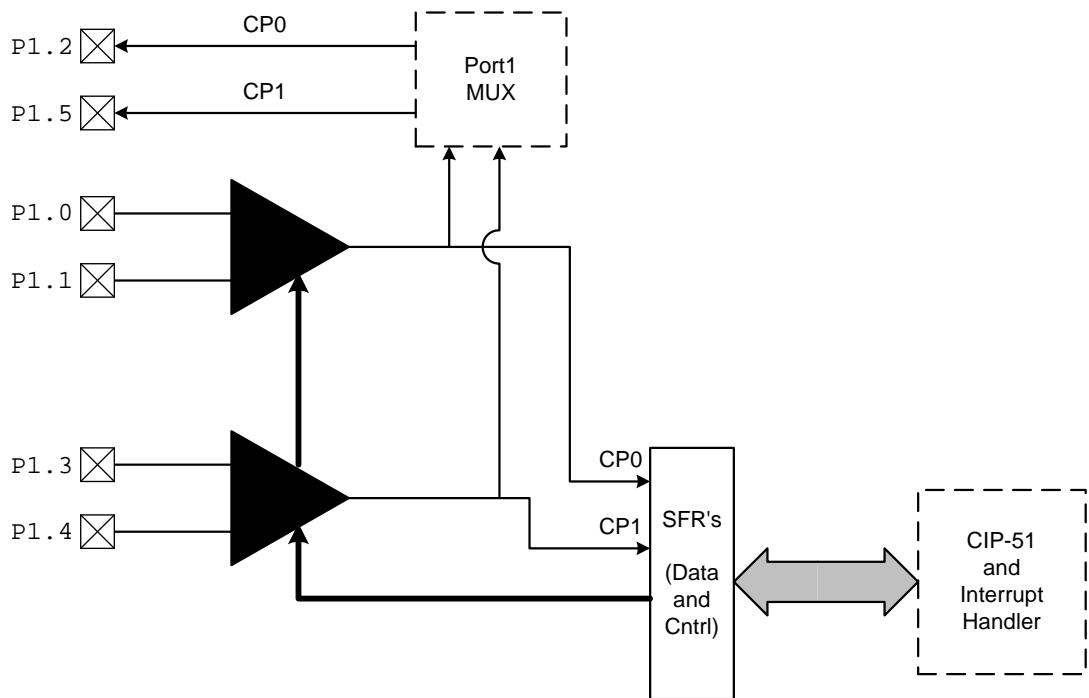 P1.2
CP0
Port1
MUX
P1.5
CP1
P1.0
P1.1
P1.3
P1.4
CP0
CP1
SFR's
(Data
and
Cntrl)
CIP-51
and
Interrupt
Handler